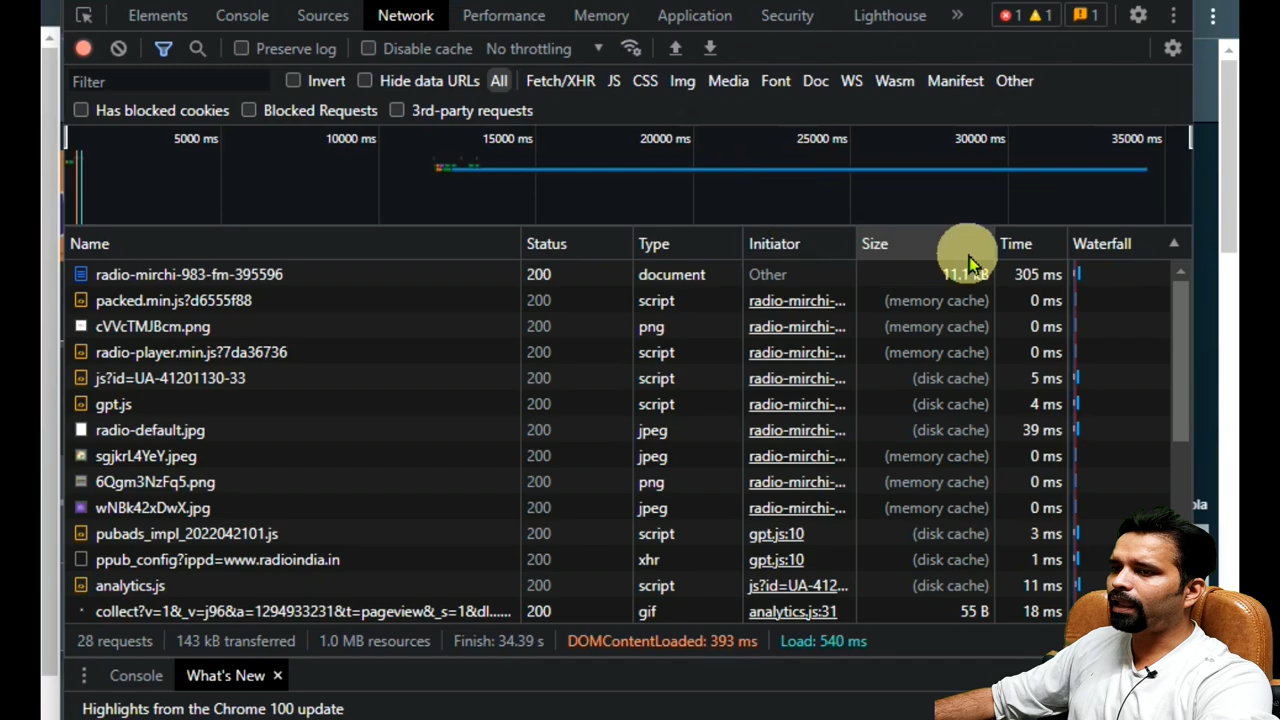 Elements Console Sources Network Performance Memory Application Security Lighthouse » 1 1 1
Preserve log Disable cache No throttling
Filter Invert Hide data URLs All Fetch/XHR JS CSS Img Media Font Doc WS Wasm Manifest Other
Has blocked cookies Blocked Requests 3rd-party requests
5000 ms 10000 ms 15000 ms 20000 ms 25000 ms 30000 ms 35000 ms
Name Status Type Initiator Size Time Waterfall
radio-mirchi-983-fm-395596 200 document Other 11.1 kB 305 ms
packed.min.js?d6555f88 200 script radio-mirchi-... (memory cache) 0 ms
cVVcTMJBcm.png 200 png radio-mirchi-... (memory cache) 0 ms
radio-player.min.js?7da36736 200 script radio-mirchi-... (memory cache) 0 ms
js?id=UA-41201130-33 200 script radio-mirchi-... (disk cache) 5 ms
gpt.js 200 script radio-mirchi-... (disk cache) 4 ms
radio-default.jpg 200 jpeg radio-mirchi-... (disk cache) 39 ms
sgjkrL4YeY.jpeg 200 jpeg radio-mirchi-... (memory cache) 0 ms
6Qgm3NzFq5.png 200 png radio-mirchi-... (memory cache) 0 ms
wNBk42xDwX.jpg 200 jpeg radio-mirchi-... (memory cache) 0 ms
pubads_impl_2022042101.js 200 script gpt.js:10 (disk cache) 3 ms
ppub_config?ippd=www.radioindia.in 200 xhr gpt.js:10 (disk cache) 1 ms
analytics.js 200 script js?id=UA-412... (disk cache) 11 ms
collect?v=1&_v=j96&a=1294933231&t=pageview&_s=1&dl...... 200 gif analytics.js:31 55 B 18 ms
28 requests 143 kB transferred 1.0 MB resources Finish: 34.39 s DOMContentLoaded: 393 ms Load: 540 ms
Console What's New ×
Highlights from the Chrome 100 update